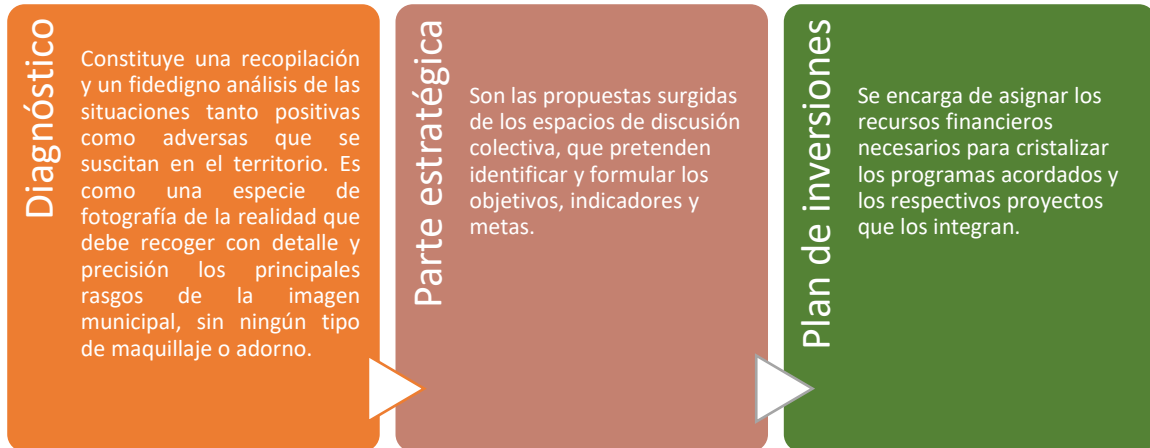 Diagnóstico
Constituye una recopilación
y un fidedigno análisis de las
situaciones tanto positivas
como adversas que se
suscitan en el territorio. Es
como una especie de
fotografía de la realidad que
debe recoger con detalle y
precisión los principales
rasgos de la imagen
municipal, sin ningún tipo
de maquillaje o adorno.
Parte estratégica
Son las propuestas surgidas
de los espacios de discusión
colectiva, que pretenden
identificar y formular los
objetivos, indicadores y
metas.
Plan de inversiones
Se encarga de asignar los
recursos financieros
necesarios para cristalizar
los programas acordados y
los respectivos proyectos
que los integran.